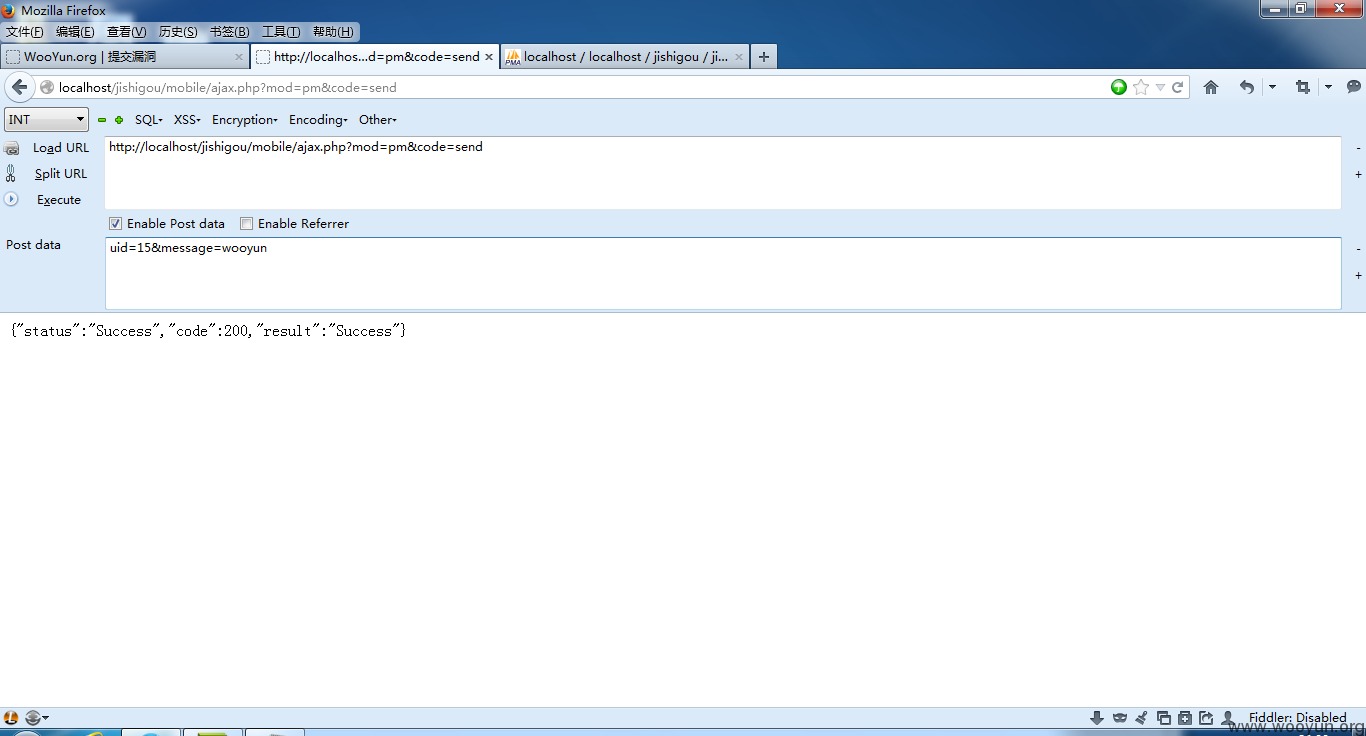 Mozilla Firefox
文件(F) 编辑(E) 查看(V) 历史(S) 书签(B) 工具(T) 帮助(H)
WooYun.org | 提交漏洞 × http://localhos...d=pm&code=send × PMA localhost / localhost / jishigou / ji... × +
localhost/jishigou/mobile/ajax.php?mod=pm&code=send
INT SQL XSS Encryption Encoding Other
Load URL http://localhost/jishigou/mobile/ajax.php?mod=pm&code=send -
Split URL +
Execute
Enable Post data Enable Referrer
Post data uid=15&message=wooyun -
+
{"status":"Success","code":200,"result":"Success"}
Fiddler: Disabled
www.wooyun.org